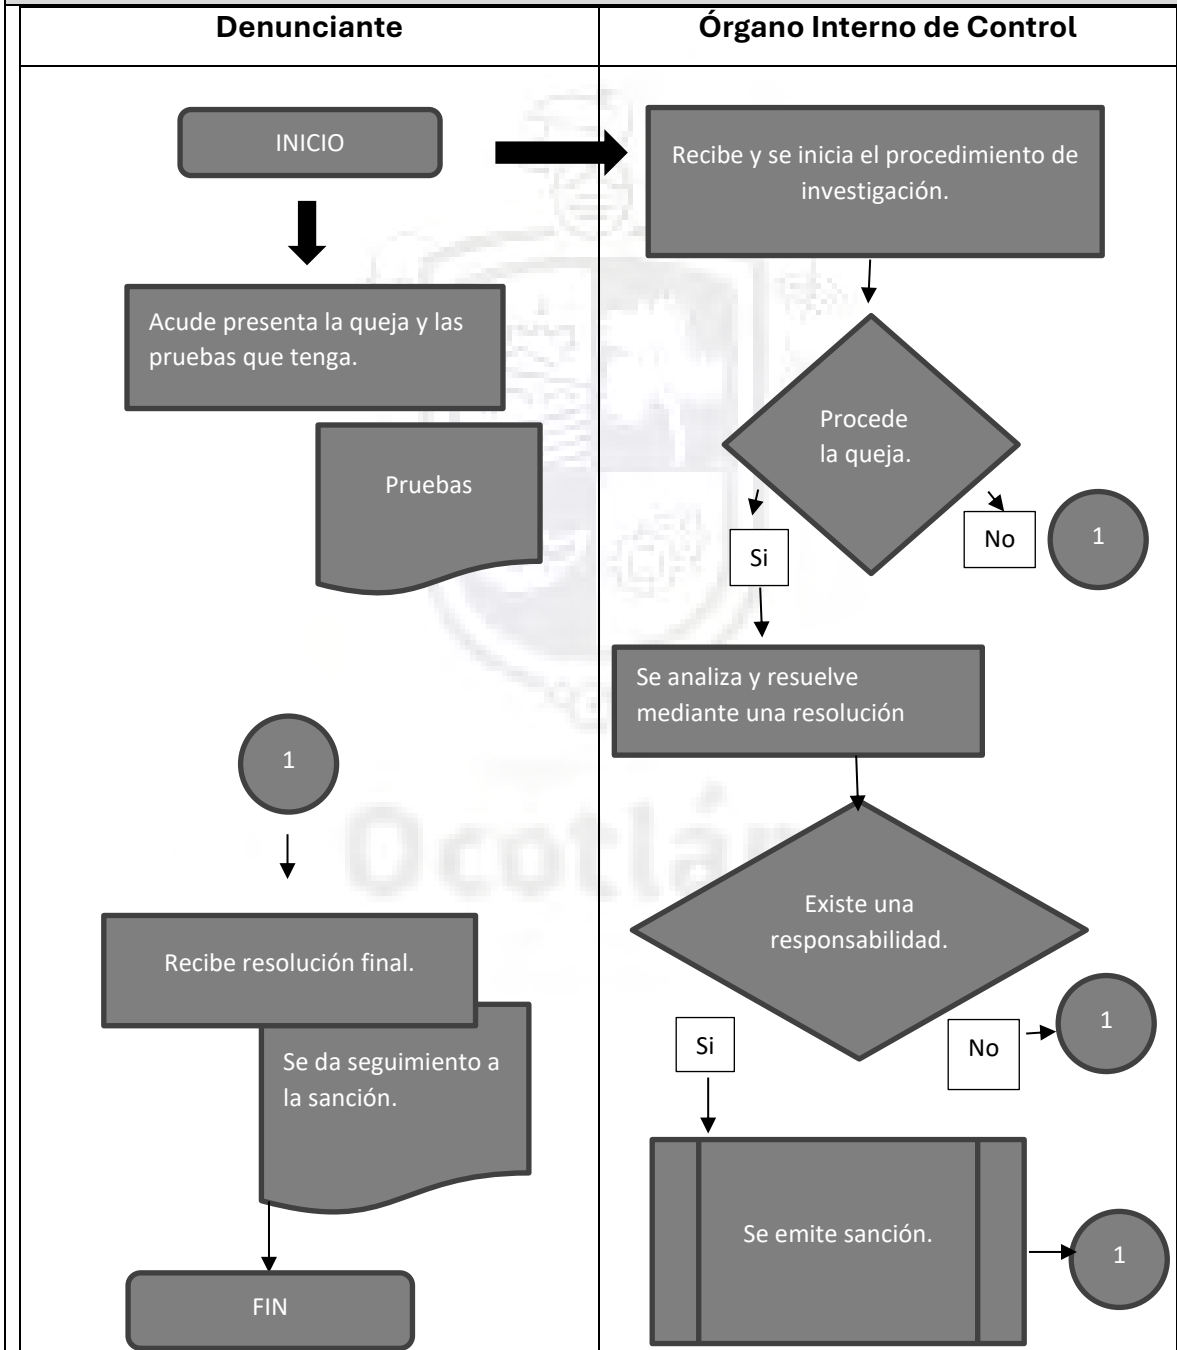 Denunciante
Órgano Interno de Control
INICIO
Acude presenta la queja y las
pruebas que tenga.
Pruebas
1
Recibe resolución final.
Se da seguimiento a
la sanción.
FIN
Recibe y se inicia el procedimiento de
investigación.
Procede
la queja.
Si
No
1
Se analiza y resuelve
mediante una resolución
Existe una
responsabilidad.
Si
No
1
Se emite sanción.
1
Ocotlán